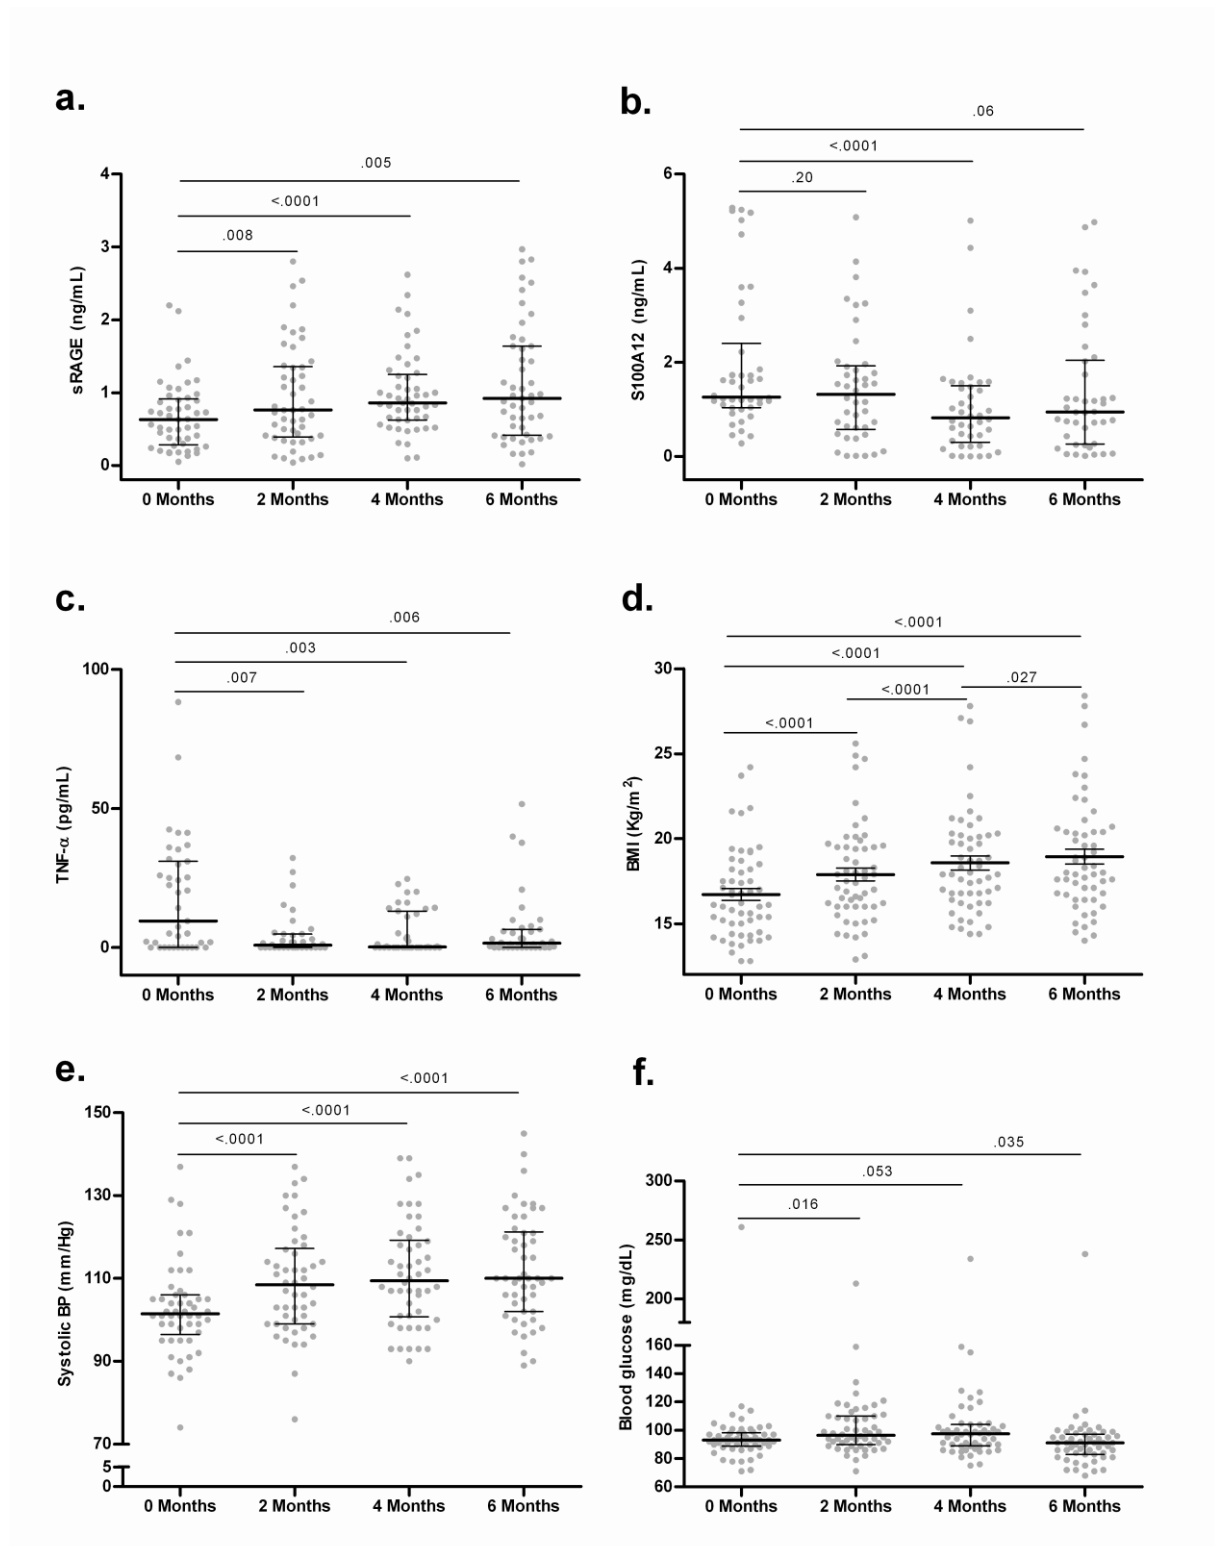 a.
.005
<.0001
.008
4
3
2
1
0
sRAGE (ng/mL)
0 Months 2 Months 4 Months 6 Months
b.
.06
<.0001
.20
6
4
2
0
S100A12 (ng/mL)
0 Months 2 Months 4 Months 6 Months
c.
.006
.003
.007
100
50
0
TNF-α (pg/mL)
0 Months 2 Months 4 Months 6 Months
d.
<.0001
<.0001
.027
<.0001
<.0001
30
25
20
15
BMI (Kg/m²)
0 Months 2 Months 4 Months 6 Months
e.
<.0001
<.0001
<.0001
150
130
110
90
70
5
0
Systolic BP (mm/Hg)
0 Months 2 Months 4 Months 6 Months
f.
.035
.053
.016
300
250
200
160
140
120
100
80
60
Blood glucose (mg/dL)
0 Months 2 Months 4 Months 6 Months